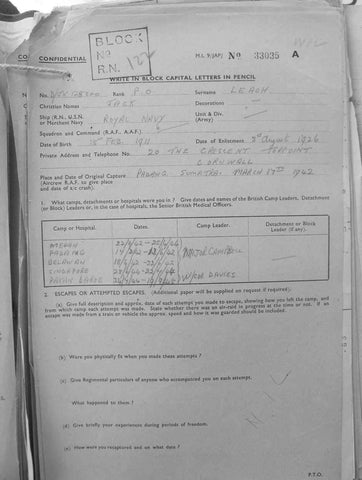 CONFIDENTIAL
BLOCK
No
R.N. 122
M.I. 9/JAP/ No 33035 A
WRITE IN BLOCK CAPITAL LETTERS IN PENCIL
No. Rank P.O Surname LEACH
Christian Names JACK Decorations
Ship (R.N., U.S.N. or Merchant Navy) ROYAL NAVY Unit & Div. (Army)
Squadron and Command (R.A.F., A.A.F.)
Date of Birth FEB 1911 Date of Enlistment August 1926
Private Address and Telephone No. 20 THE CRESCENT
CORNWALL
Place and Date of Original Capture PADANG SUMATRA MARCH 17TH 1942
(Aircrew R.A.F. to give place and date of a/c crash).
1. What camps, detachments or hospitals were you in? Give dates and names of the British Camp Leaders, Detachment (or Block) Leaders or, in the case of hospitals, the Senior British Medical Officers.
Camp or Hospital. Dates. Camp Leader. Detachment or Block Leader (if any).
MEDAN
PADANG MAJOR CAMPBELL
BELAWAN
SINGAPORE
W/COR DAVIES
2. ESCAPES OR ATTEMPTED ESCAPES. (Additional paper will be supplied on request if required).
(a) Give full description and approx. date of each attempt you made to escape, showing how you left the camp, and from which camp each attempt was made. State whether there was an air-raid in progress at the time or not. If an escape was made from a train or vehicle the approx. speed and how it was guarded should be included.
(b) Were you physically fit when you made these attempts?
(c) Give Regimental particulars of anyone who accompanied you on each attempt.
What happened to them?
(d) Give briefly your experiences during periods of freedom.
(e) How were you recaptured and on what date?
P.T.O.